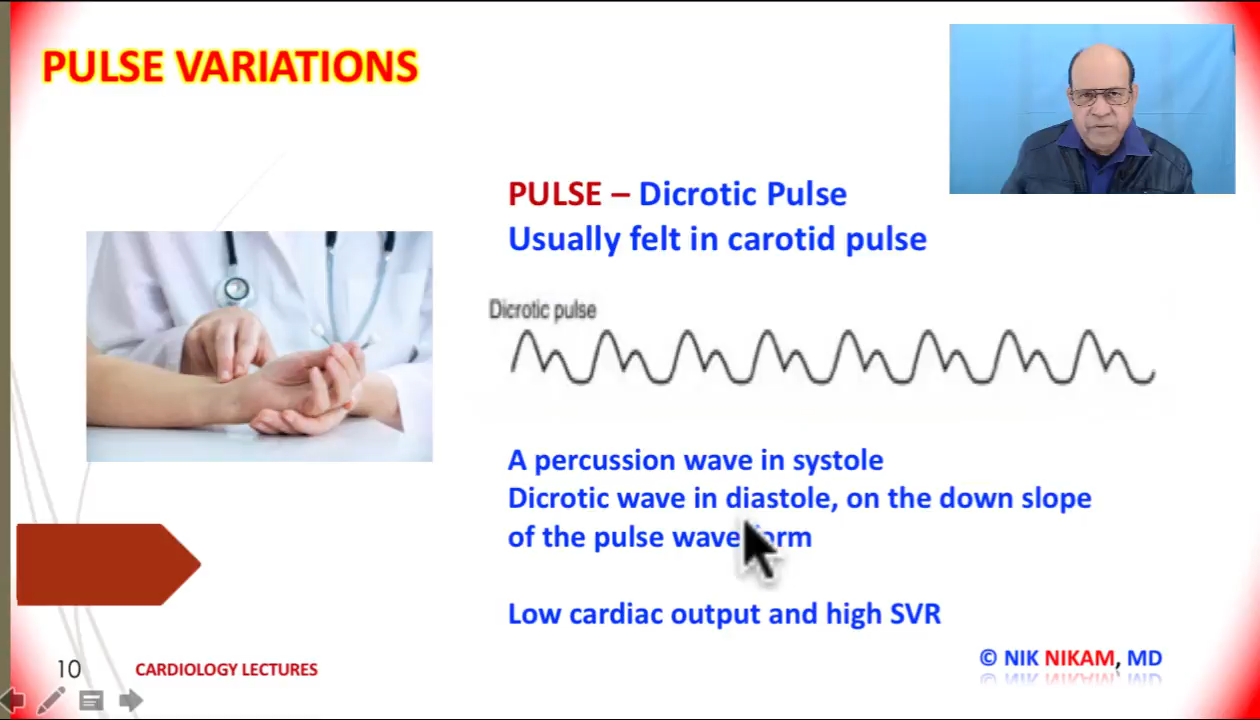 PULSE VARIATIONS
PULSE – Dicrotic Pulse
Usually felt in carotid pulse
Dicrotic pulse
A percussion wave in systole
Dicrotic wave in diastole, on the down slope
of the pulse wave form
Low cardiac output and high SVR
10
CARDIOLOGY LECTURES
© NIK NIKAM, MD